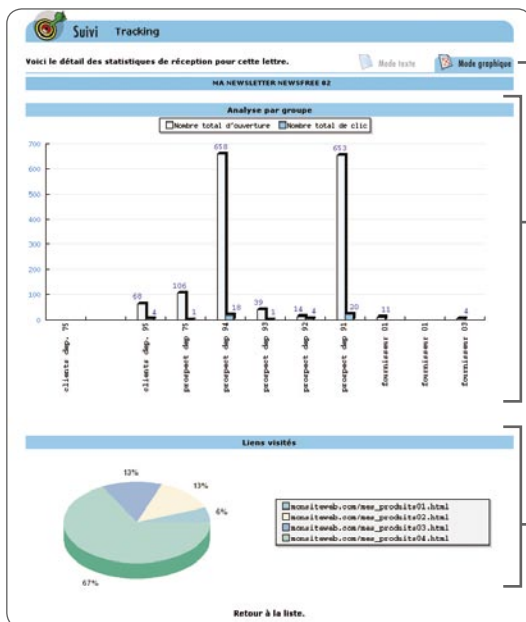 Suivi Tracking
Voici le détail des statistiques de réception pour cette lettre.
Mode texte
Mode graphique
MA NEWSLETTER NEWSFREE 02
Analyse par groupe
Nombre total d'ouverture Nombre total de clic
700
600
500
400
300
200
100
0
68
4
106
1
658
18
39
1
14
4
653
20
11
4
clients dep. 75
clients dep. 95
prospect dep 75
prospect dep 94
prospect dep 93
prospect dep 92
prospect dep 91
fournisseur 01
fournisseur 01
fournisseur 03
Liens visités
13%
13%
6%
67%
monsiteweb.com/mes_produits01.html
monsiteweb.com/mes_produits02.html
monsiteweb.com/mes_produits03.html
monsiteweb.com/mes_produits04.html
Retour à la liste.